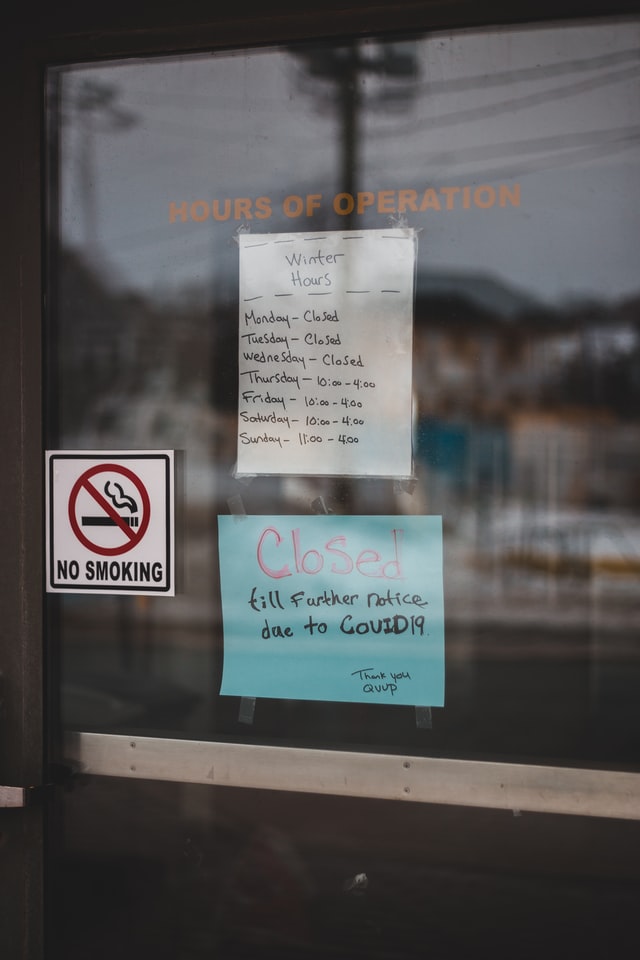 HOURS OF OPERATION
Winter
Hours
Monday - Closed
Tuesday - Closed
Wednesday - Closed
Thursday - 10:00 - 4:00
Friday - 10:00 - 4:00
Saturday - 10:00 - 4:00
Sunday - 11:00 - 4:00
NO SMOKING
Closed
till Further notice
due to COVID19.
Thank you
QVUP